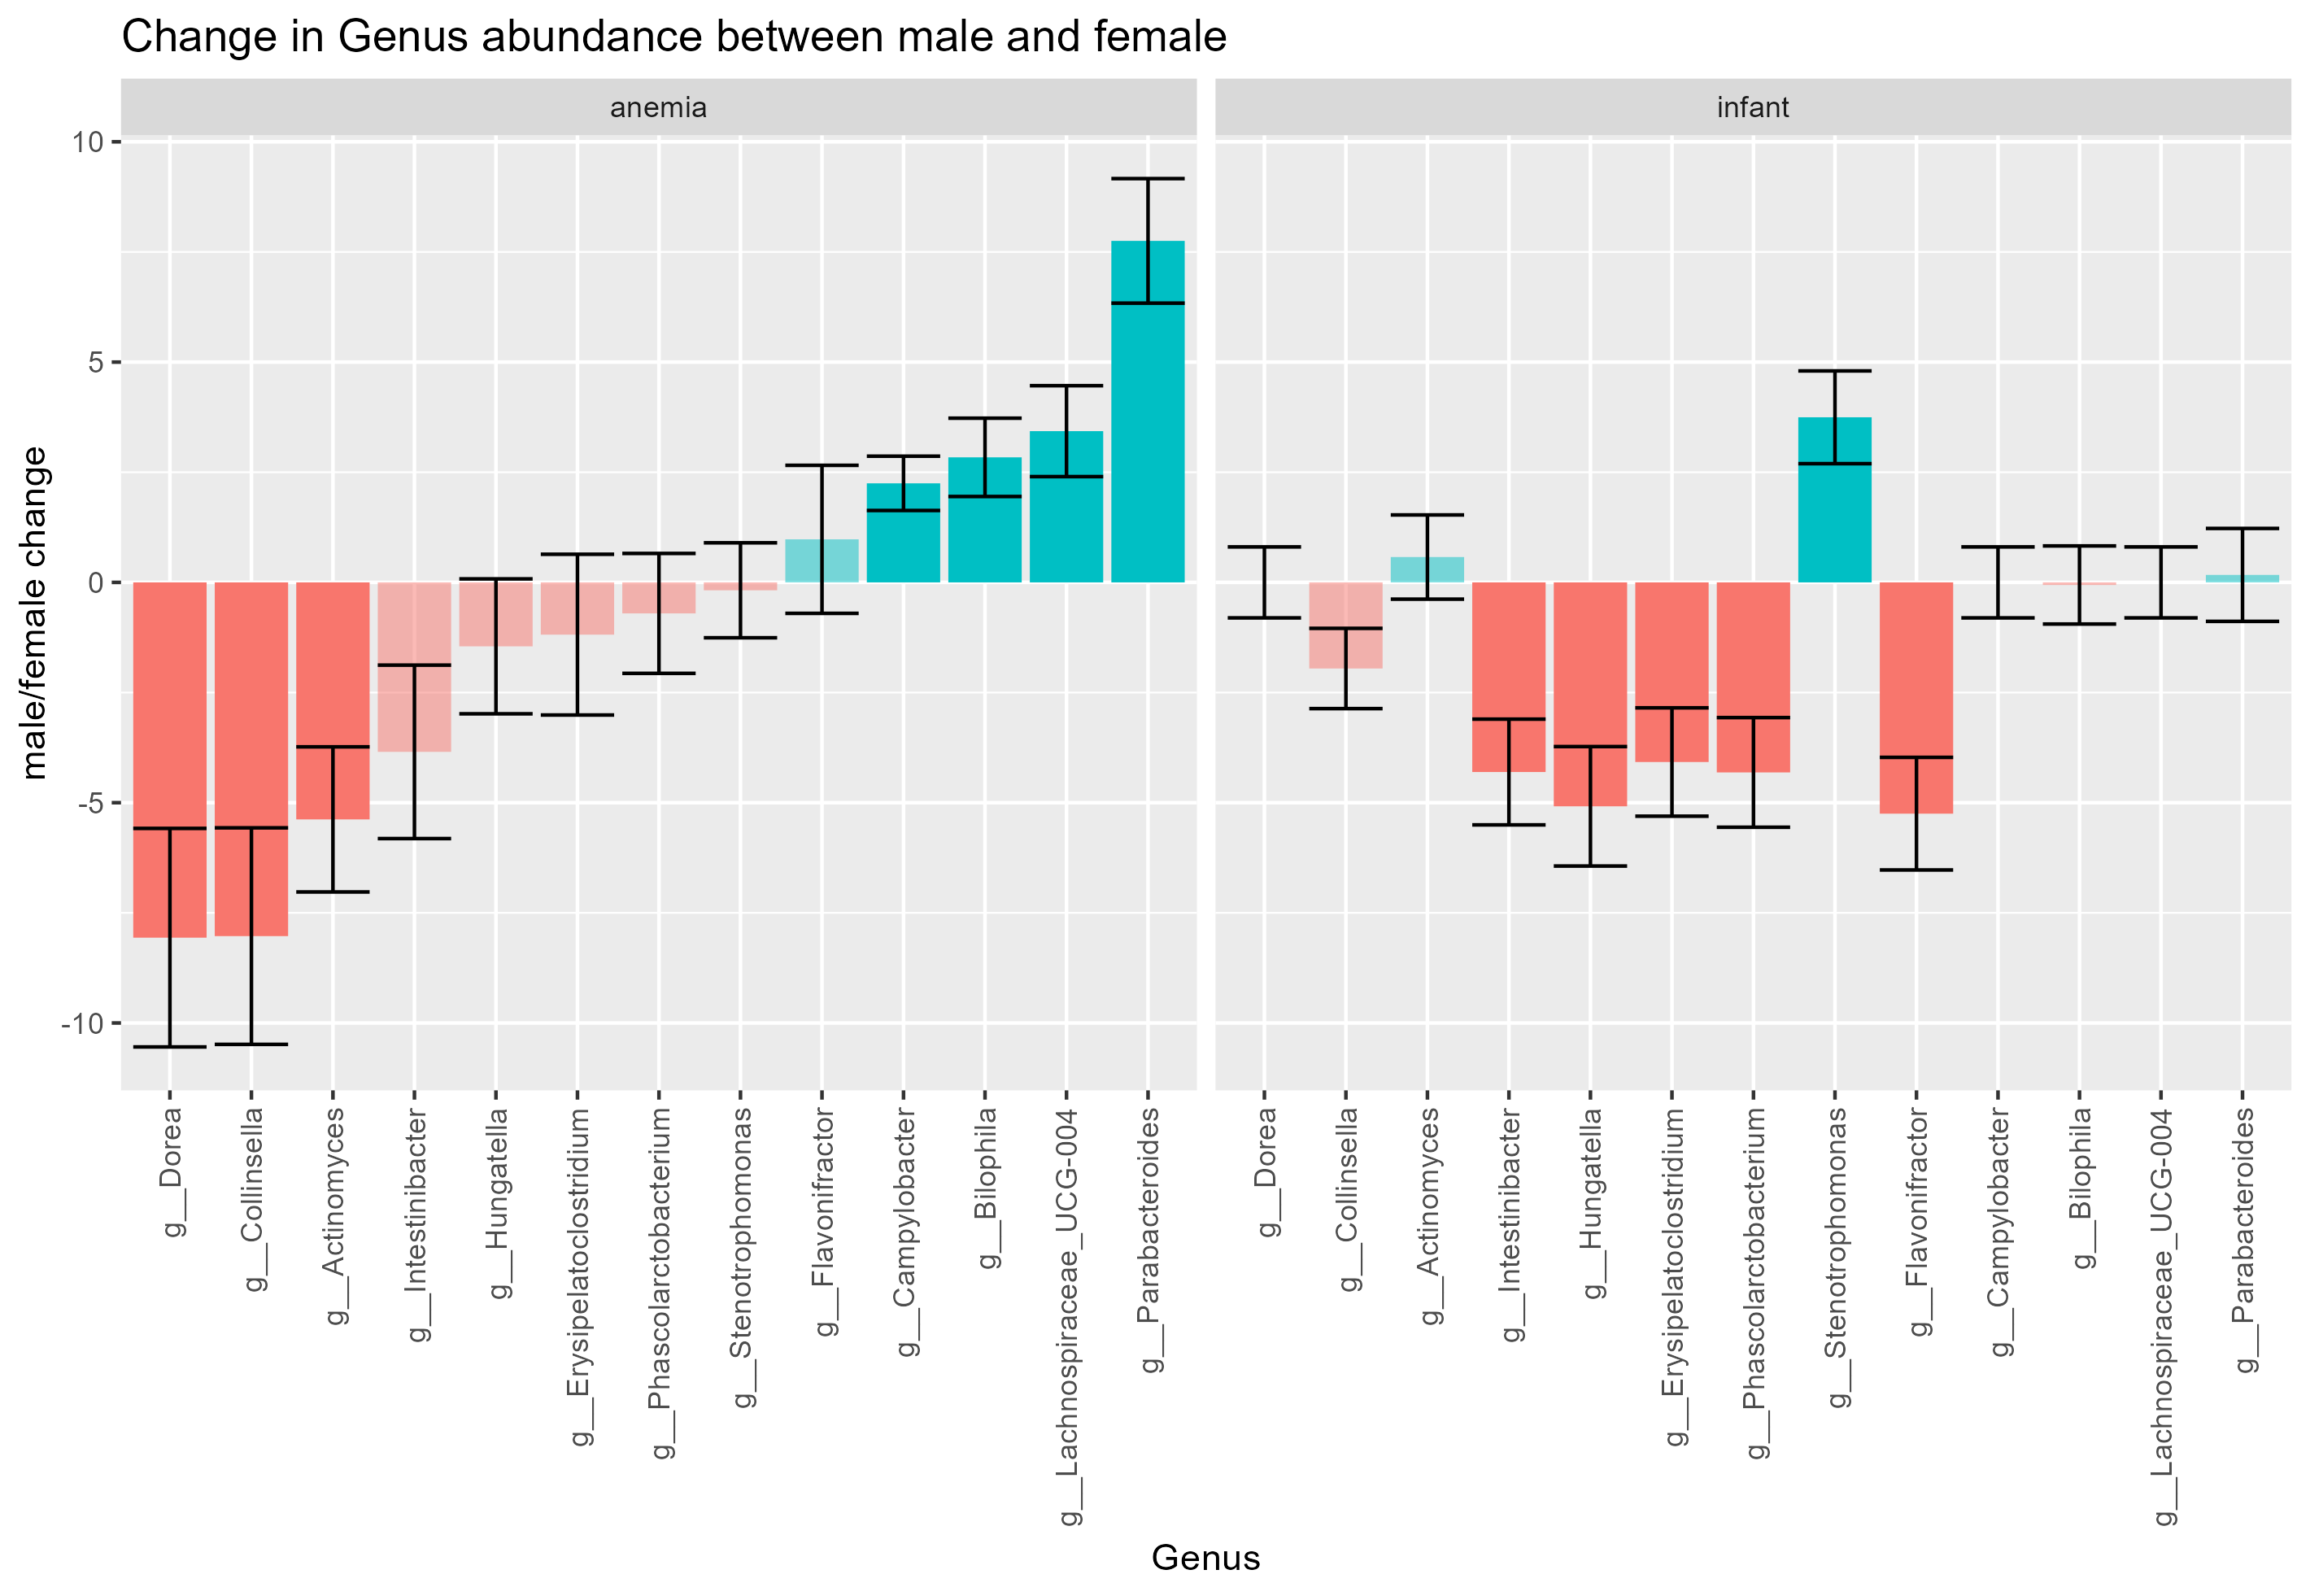 Change in Genus abundance between male and female
anemia
infant
male/female change
10
5
0
-5
-10
g__Dorea
g__Collinsella
g__Actinomyces
g__Intestinibacter
g__Hungatella
g__Erysipelatoclostridium
g__Phascolarctobacterium
g__Stenotrophomonas
g__Flavonifractor
g__Campylobacter
g__Bilophila
g__Lachnospiraceae_UCG-004
g__Parabacteroides
g__Dorea
g__Collinsella
g__Actinomyces
g__Intestinibacter
g__Hungatella
g__Erysipelatoclostridium
g__Phascolarctobacterium
g__Stenotrophomonas
g__Flavonifractor
g__Campylobacter
g__Bilophila
g__Lachnospiraceae_UCG-004
g__Parabacteroides
Genus